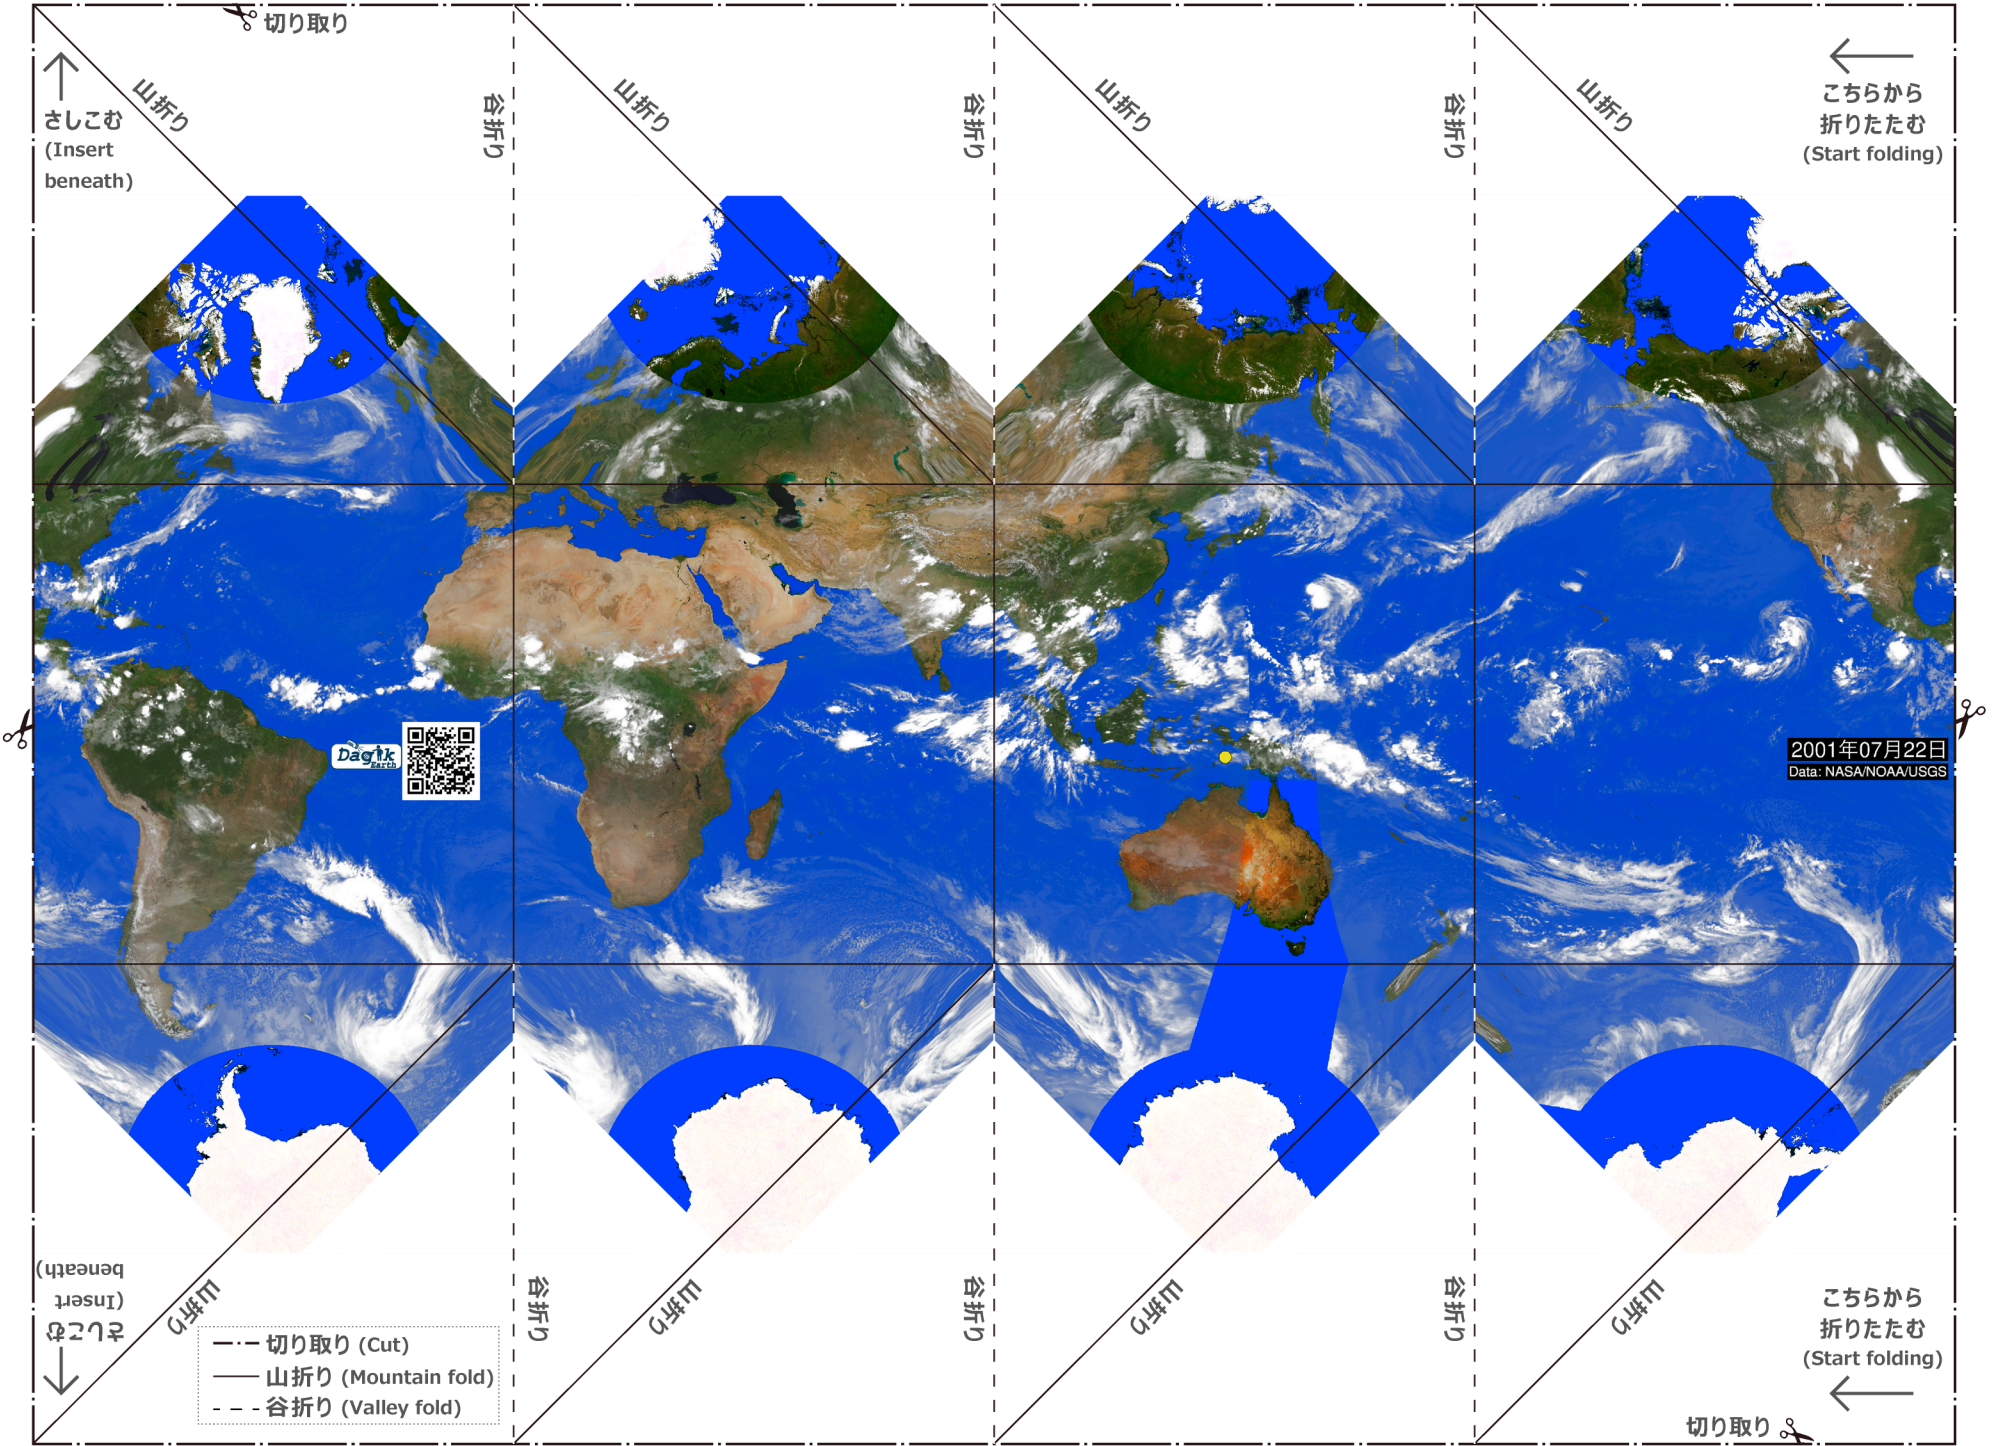 切り取り
さしこむ
(Insert
beneath)
山折り
谷折り
山折り
谷折り
山折り
谷折り
山折り
こちらから
折りたたむ
(Start folding)
Dagik
Earth
2001年07月22日
Data: NASA/NOAA/USGS
さしこむ
(Insert
beneath)
山折り
谷折り
山折り
谷折り
山折り
谷折り
山折り
こちらから
折りたたむ
(Start folding)
切り取り (Cut)
山折り (Mountain fold)
谷折り (Valley fold)
切り取り